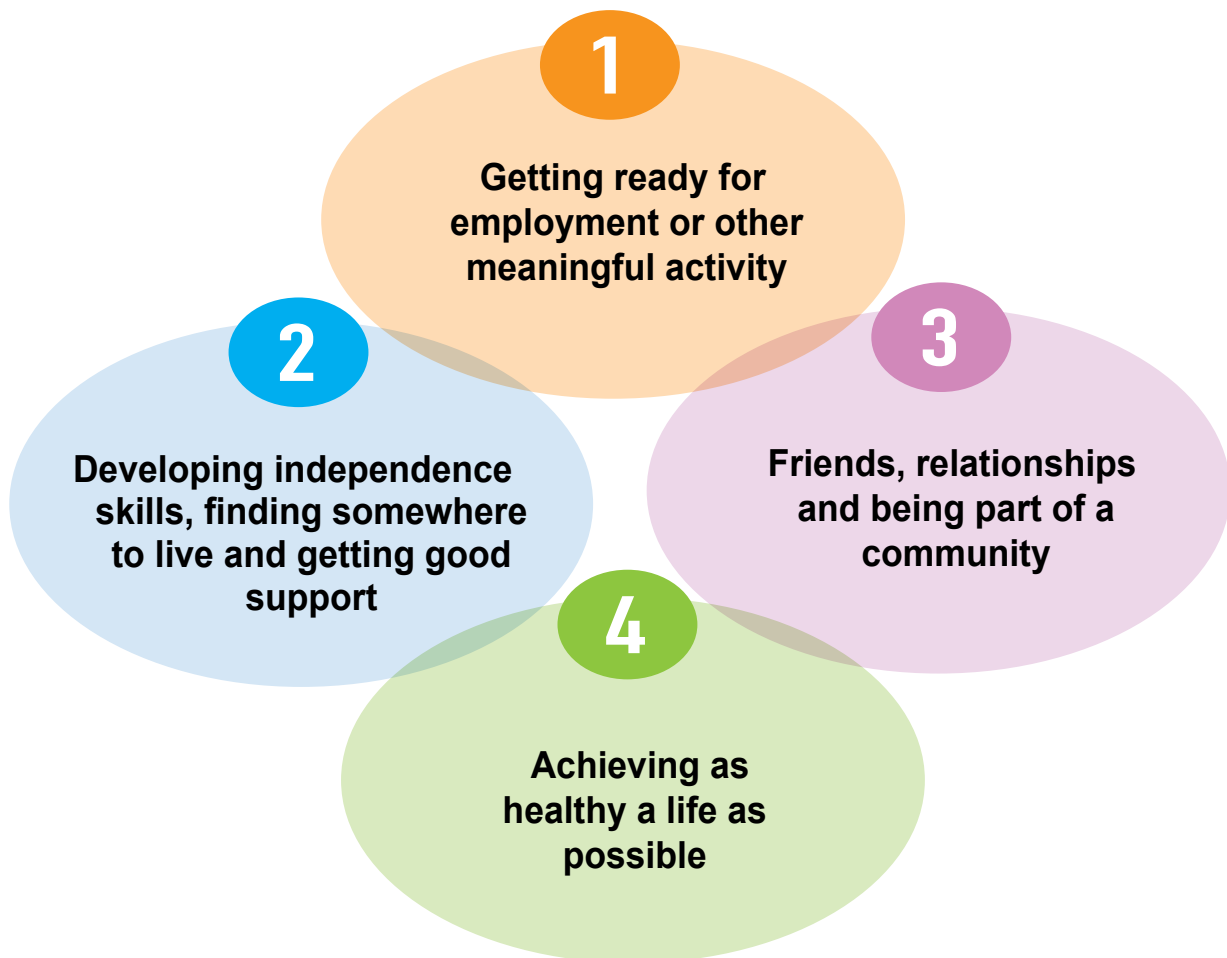 1
Getting ready for
employment or other
meaningful activity
2
Developing independence
skills, finding somewhere
to live and getting good
support
3
Friends, relationships
and being part of a
community
4
Achieving as
healthy a life as
possible